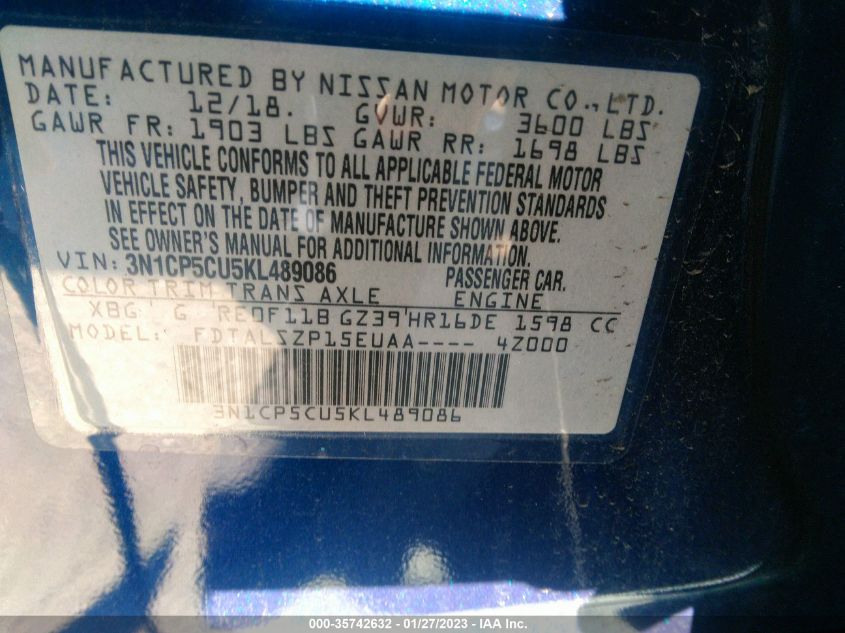 MANUFACTURED BY NISSAN MOTOR CO., LTD.
DATE: 12/18. GVWR: 3600 LBS
GAWR FR: 1903 LBS GAWR RR: 1698 LBS
THIS VEHICLE CONFORMS TO ALL APPLICABLE FEDERAL MOTOR
VEHICLE SAFETY, BUMPER AND THEFT PREVENTION STANDARDS
IN EFFECT ON THE DATE OF MANUFACTURE SHOWN ABOVE.
SEE OWNER'S MANUAL FOR ADDITIONAL INFORMATION.
VIN: 3N1CP5CU5KL489086 PASSENGER CAR.
COLOR TRIM TRANS AXLE ENGINE
XBG G RE0F11B GZ39 HR16DE 1598 CC
MODEL: FDTALSZP15EUAA---- 4Z000
3N1CP5CU5KL489086
000-35742632 - 01/27/2023 - IAA Inc.